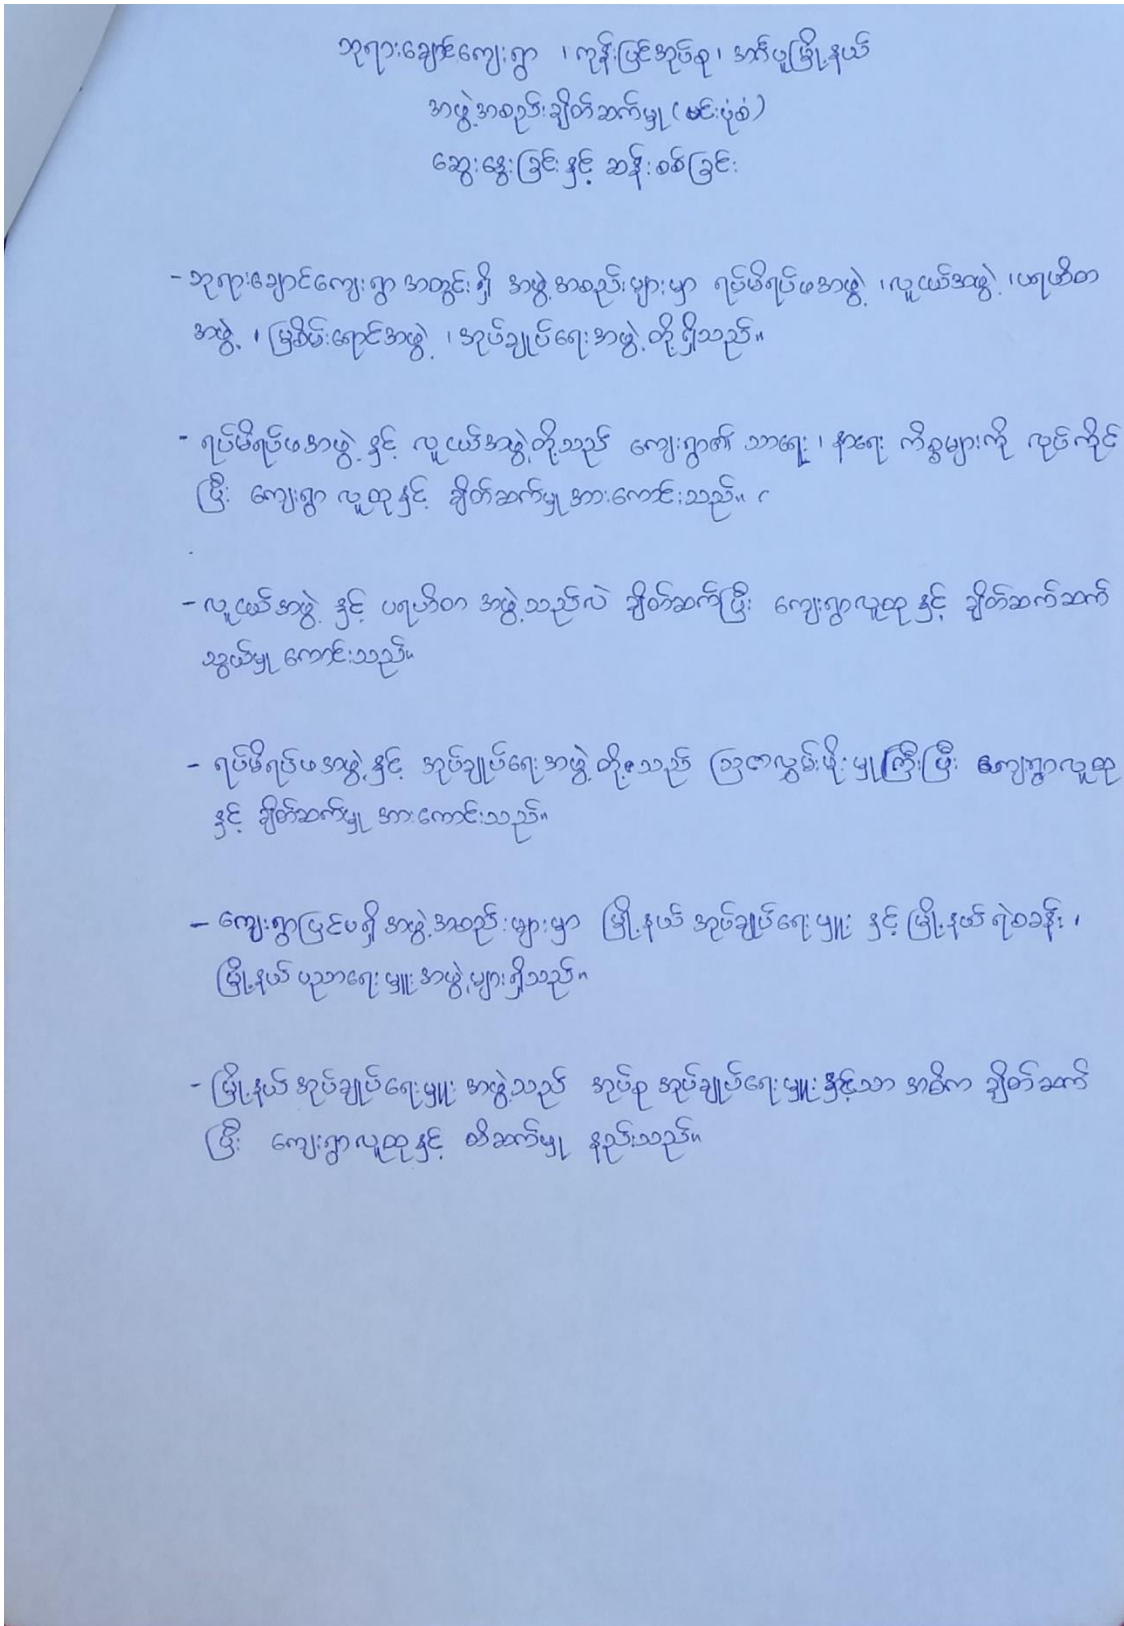 ဘုရားချောင်ကျေးရွာ ၊ ကုန်းပြင်အုပ်စု ၊ အင်္ဂပူမြို့နယ်
အဖွဲ့အစည်းချိတ်ဆက်မှု (ဗင်းပုံစံ)
ဆွေးနွေးခြင်းနှင့် ဆန်းစစ်ခြင်း
- ဘုရားချောင်ကျေးရွာအတွင်းရှိ အဖွဲ့အစည်းများမှာ ရပ်မိရပ်ဖအဖွဲ့ ၊ လူငယ်အဖွဲ့ ၊ ပရဟိတ
အဖွဲ့ ၊ မြစိမ်းရောင်အဖွဲ့ ၊ အုပ်ချုပ်ရေးအဖွဲ့ တို့ရှိသည်။
- ရပ်မိရပ်ဖအဖွဲ့ နှင့် လူငယ်အဖွဲ့တို့သည် ကျေးရွာ၏ သာရေး ၊ နာရေး ကိစ္စများကို လုပ်ကိုင်
ပြီး ကျေးရွာလူထုနှင့် ချိတ်ဆက်မှုအားကောင်းသည်။ (
- လူငယ်အဖွဲ့ နှင့် ပရဟိတ အဖွဲ့သည်လဲ ချိတ်ဆက်ပြီး ကျေးရွာလူထု နှင့် ချိတ်ဆက်ဆက်
သွယ်မှု ကောင်းသည်။
- ရပ်မိရပ်ဖအဖွဲ့နှင့် အုပ်ချုပ်ရေးအဖွဲ့ တို့သည် ဩဇာလွှမ်းမိုးမှုကြီးပြီး ကျေးရွာလူထု
နှင့် ချိတ်ဆက်မှု အားကောင်းသည်။
- ကျေးရွာပြင်ပရှိ အဖွဲ့အစည်းများမှာ မြို့နယ် အုပ်ချုပ်ရေးမှူး နှင့် မြို့နယ် ရဲစခန်း ၊
မြို့နယ် ပညာရေးမှူးအဖွဲ့များရှိသည်။
- မြို့နယ် အုပ်ချုပ်ရေးမှူး အဖွဲ့သည် အုပ်စု အုပ်ချုပ်ရေးမှူးနှင့်သာ အဓိက ချိတ်ဆက်
ပြီး ကျေးရွာလူထုနှင့် ထိဆက်မှု နည်းသည်။